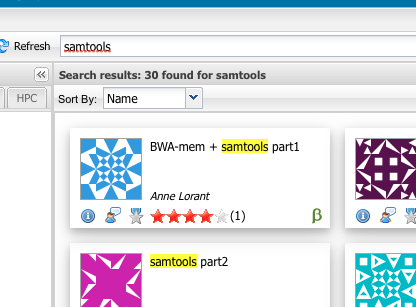 Refresh
samtools
Search results: 30 found for samtools
HPC
Sort By: Name
BWA-mem + samtools part1
Anne Lorant
(1) β
samtools part2